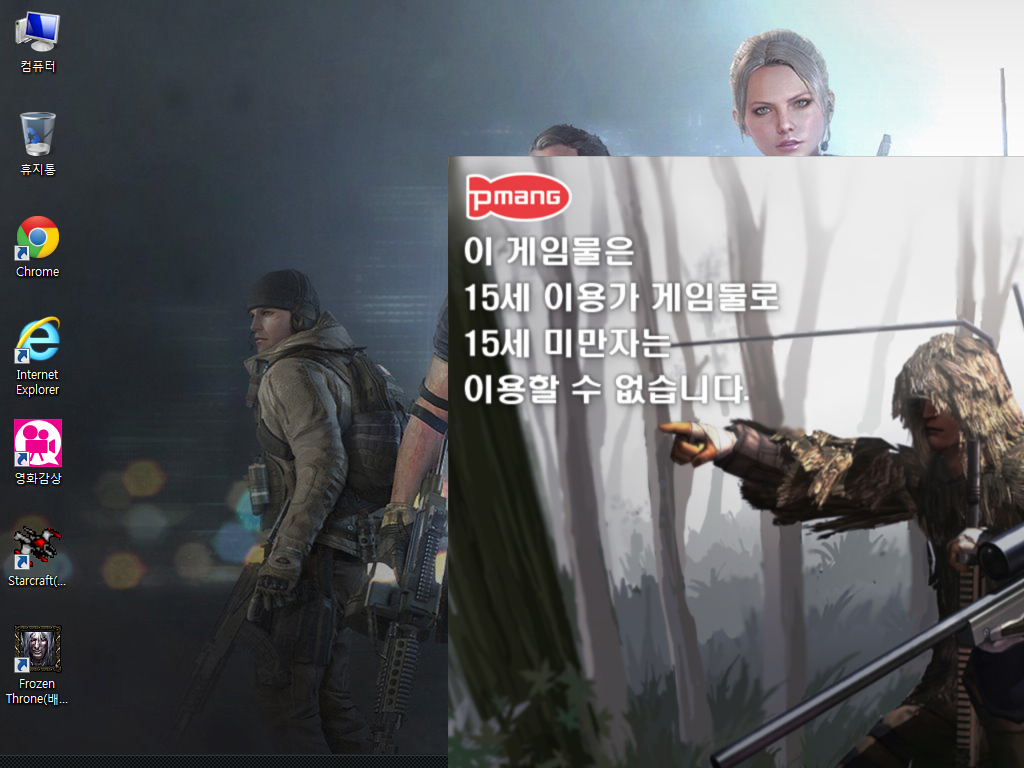 컴퓨터
휴지통
Chrome
Internet
Explorer
영화감상
Starcraft(...
Frozen
Throne(배...
pmang
이 게임물은
15세 이용가 게임물로
15세 미만자는
이용할 수 없습니다.